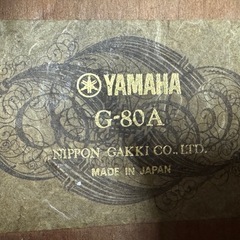 YAMAHA
G-80A
NIPPON GAKKI CO., LTD.
MADE IN JAPAN